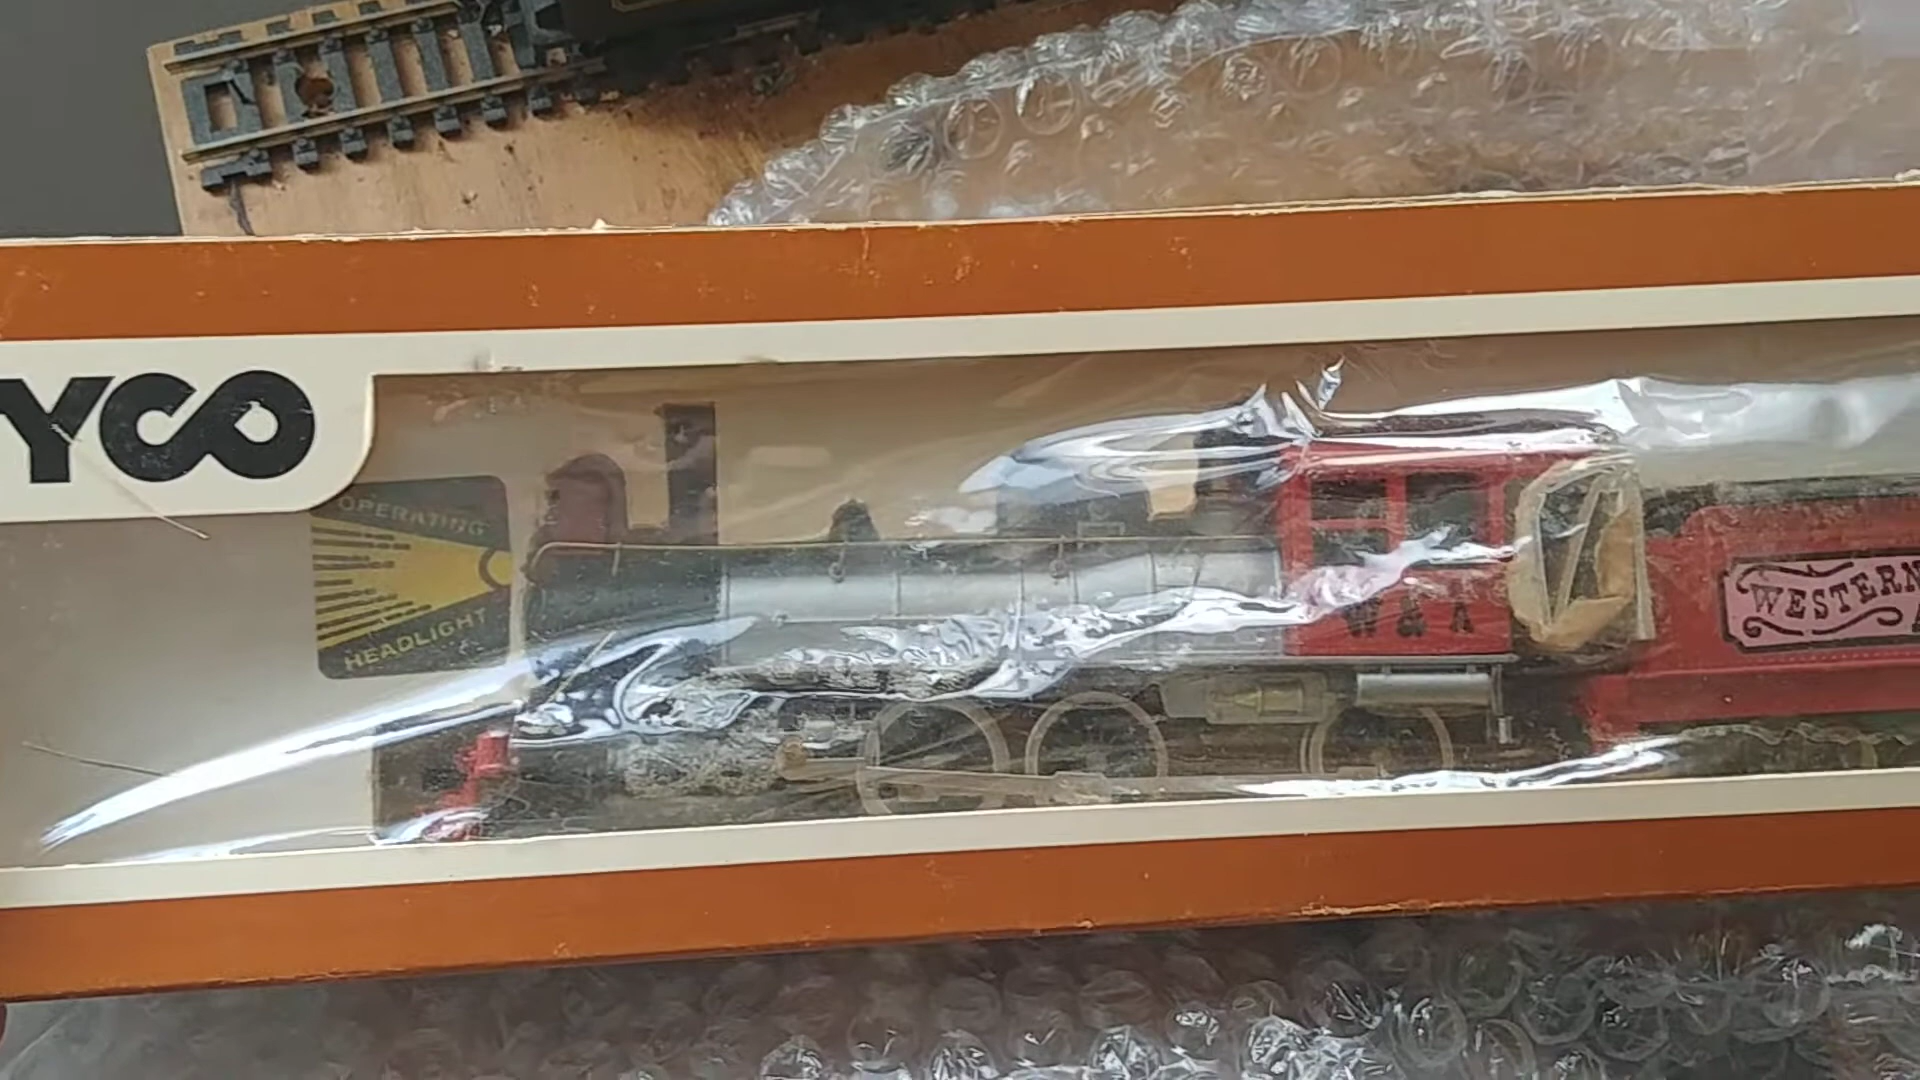 YCO
OPERATING
HEADLIGHT
W & A
WESTERN